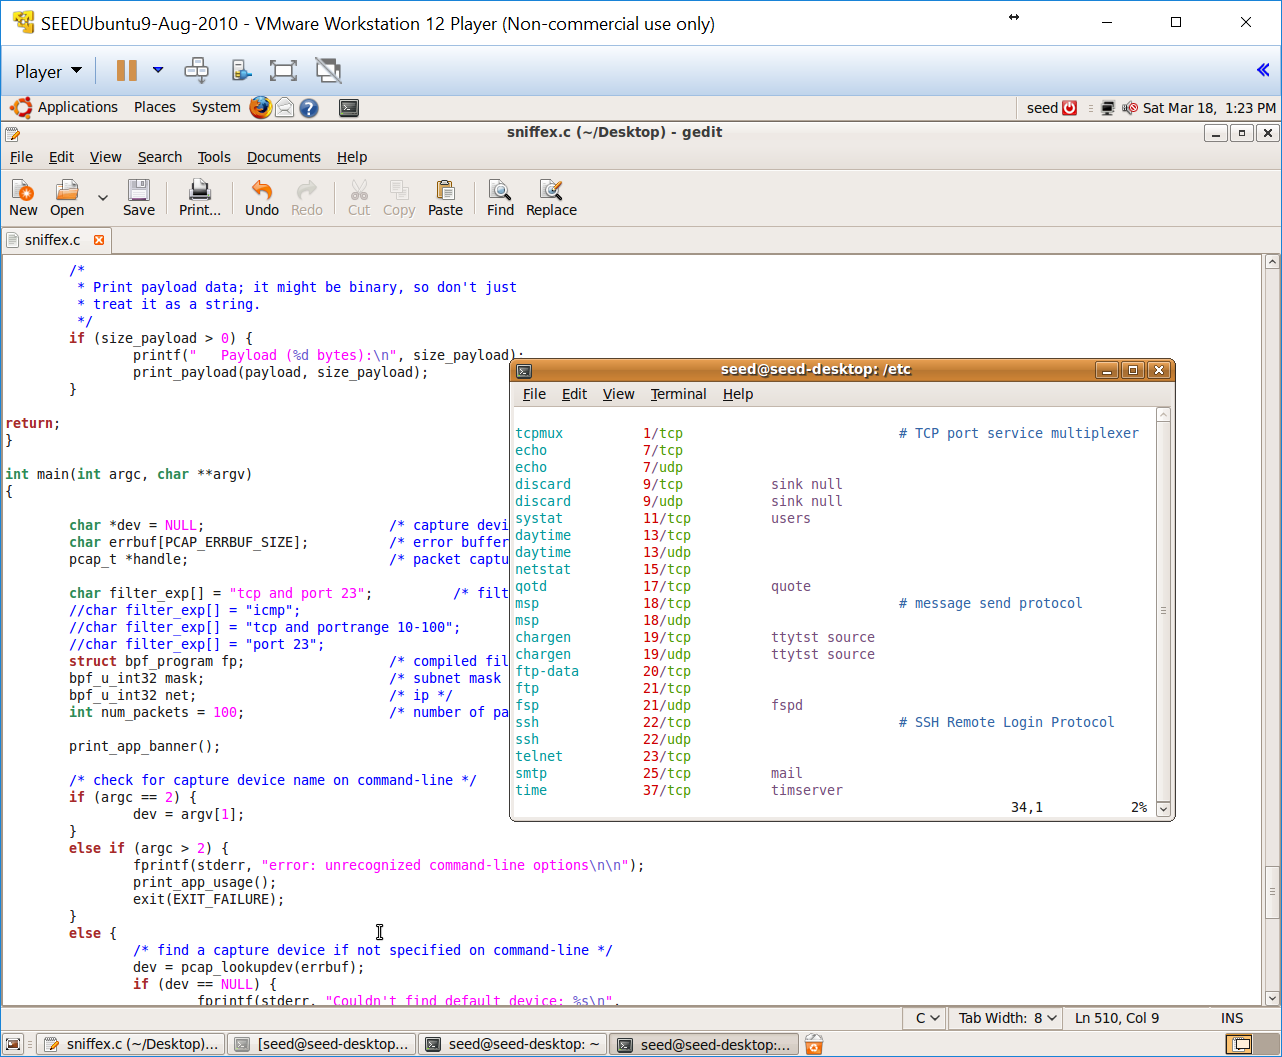 SEEDUbuntu9-Aug-2010 - VMware Workstation 12 Player (Non-commercial use only)
Player
Applications Places System seed Sat Mar 18, 1:23 PM
sniffex.c (~/Desktop) - gedit
File Edit View Search Tools Documents Help
New Open Save Print... Undo Redo Cut Copy Paste Find Replace
sniffex.c
/*
* Print payload data; it might be binary, so don't just
* treat it as a string.
*/
if (size_payload > 0) {
printf("   Payload (%d bytes):\n", size_payload);
print_payload(payload, size_payload);
}
return;
}
int main(int argc, char **argv)
{
char *dev = NULL; /* capture devi
char errbuf[PCAP_ERRBUF_SIZE]; /* error buffer
pcap_t *handle; /* packet captu
char filter_exp[] = "tcp and port 23"; /* filt
//char filter_exp[] = "icmp";
//char filter_exp[] = "tcp and portrange 10-100";
//char filter_exp[] = "port 23";
struct bpf_program fp; /* compiled fil
bpf_u_int32 mask; /* subnet mask
bpf_u_int32 net; /* ip */
int num_packets = 100; /* number of pa
print_app_banner();
/* check for capture device name on command-line */
if (argc == 2) {
dev = argv[1];
}
else if (argc > 2) {
fprintf(stderr, "error: unrecognized command-line options\n\n");
print_app_usage();
exit(EXIT_FAILURE);
}
else {
/* find a capture device if not specified on command-line */
dev = pcap_lookupdev(errbuf);
if (dev == NULL) {
fprintf(stderr, "Couldn't find default device: %s\n",
seed@seed-desktop: /etc
File Edit View Terminal Help
tcpmux 1/tcp # TCP port service multiplexer
echo 7/tcp
echo 7/udp
discard 9/tcp sink null
discard 9/udp sink null
systat 11/tcp users
daytime 13/tcp
daytime 13/udp
netstat 15/tcp
qotd 17/tcp quote
msp 18/tcp # message send protocol
msp 18/udp
chargen 19/tcp ttytst source
chargen 19/udp ttytst source
ftp-data 20/tcp
ftp 21/tcp
fsp 21/udp fspd
ssh 22/tcp # SSH Remote Login Protocol
ssh 22/udp
telnet 23/tcp
smtp 25/tcp mail
time 37/tcp timserver
34,1 2%
C Tab Width: 8 Ln 510, Col 9 INS
sniffex.c (~/Desktop)... [seed@seed-desktop... seed@seed-desktop: ~ seed@seed-desktop:...